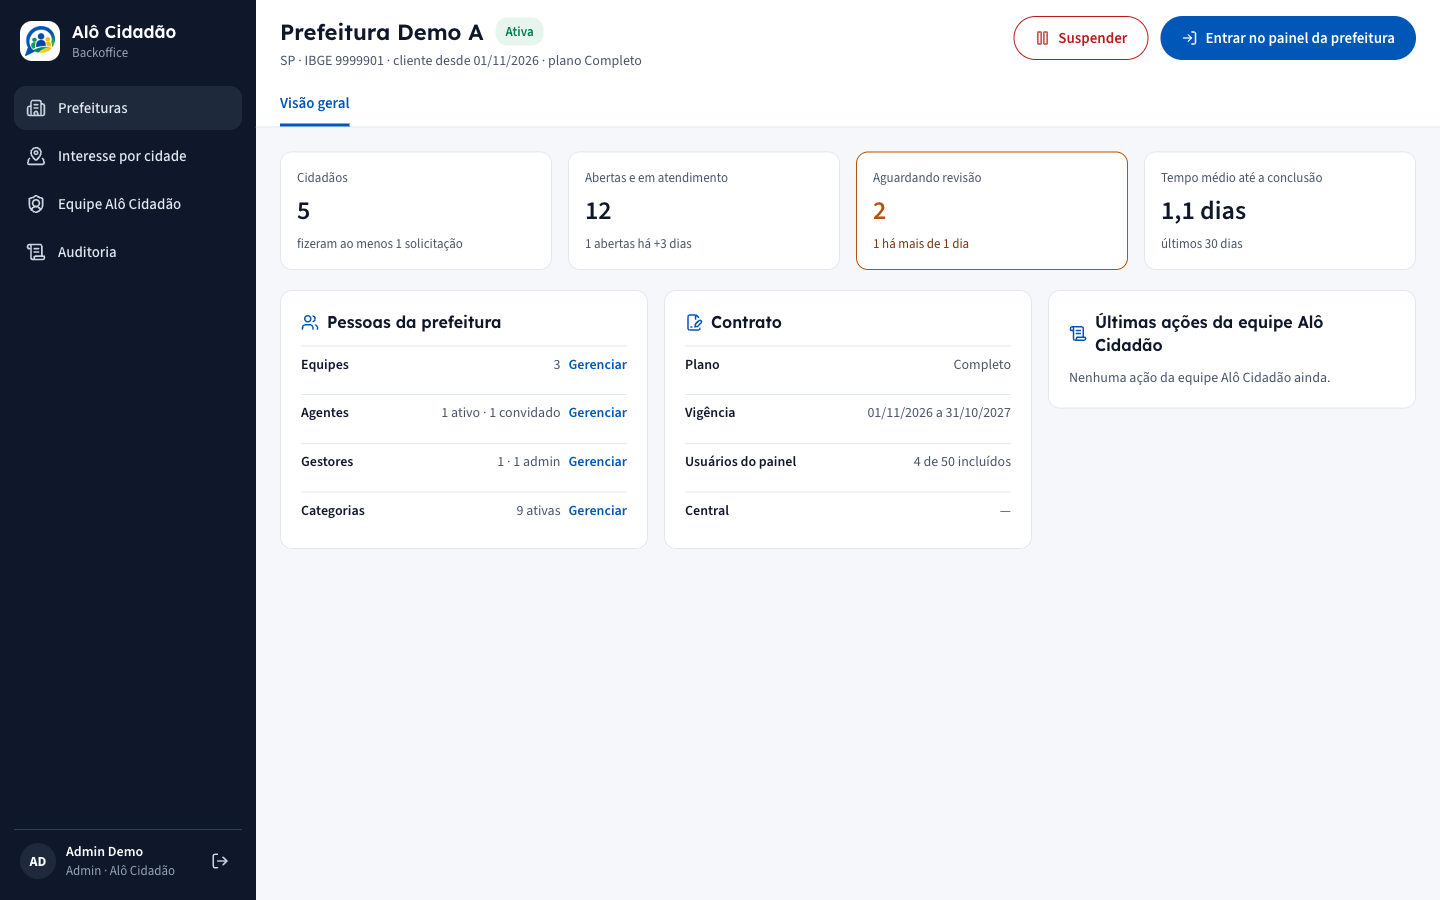 Alô Cidadão
Backoffice
Prefeituras
Interesse por cidade
Equipe Alô Cidadão
Auditoria
AD
Admin Demo
Admin · Alô Cidadão
Prefeitura Demo A
Ativa
SP · IBGE 9999901 · cliente desde 01/11/2026 · plano Completo
Suspender
Entrar no painel da prefeitura
Visão geral
Cidadãos
5
fizeram ao menos 1 solicitação
Abertas e em atendimento
12
1 abertas há +3 dias
Aguardando revisão
2
1 há mais de 1 dia
Tempo médio até a conclusão
1,1 dias
últimos 30 dias
Pessoas da prefeitura
Equipes 3 Gerenciar
Agentes 1 ativo · 1 convidado Gerenciar
Gestores 1 · 1 admin Gerenciar
Categorias 9 ativas Gerenciar
Contrato
Plano Completo
Vigência 01/11/2026 a 31/10/2027
Usuários do painel 4 de 50 incluídos
Central —
Últimas ações da equipe Alô
Cidadão
Nenhuma ação da equipe Alô Cidadão ainda.